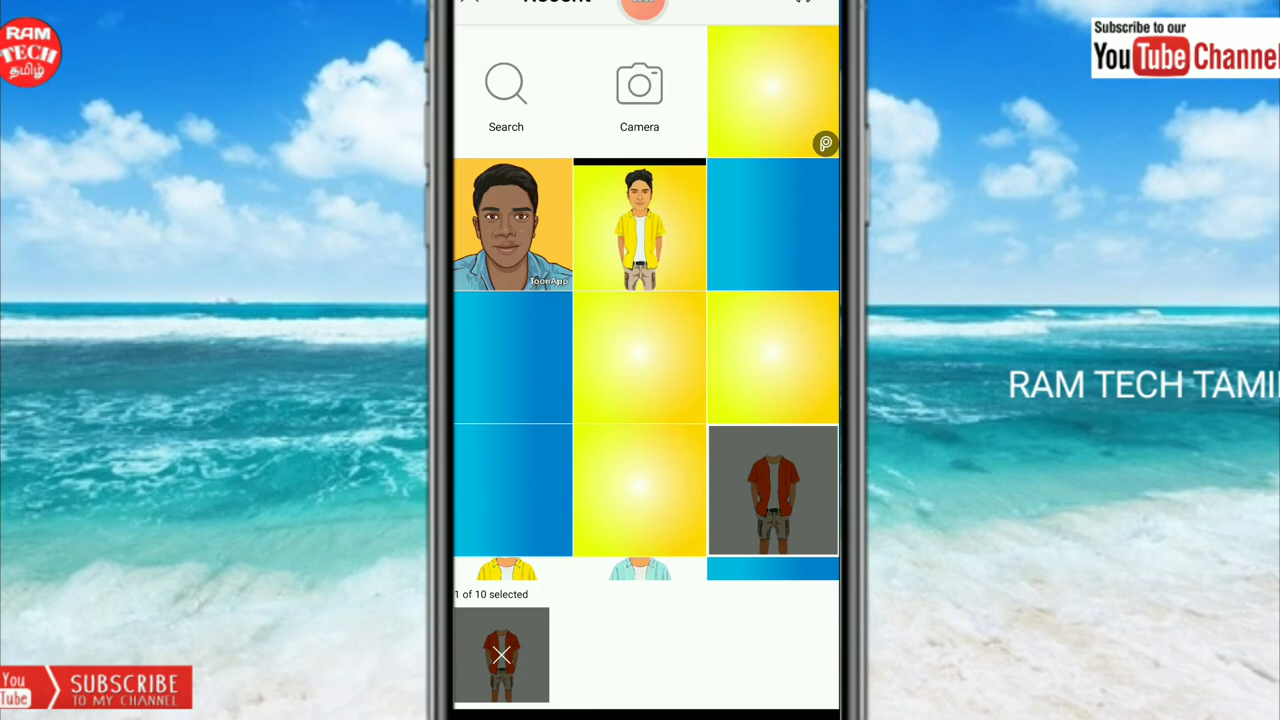 RAM
TECH
தமிழ்
Subscribe to our
YouTube Channel
Recent
Search
Camera
ToonApp
RAM TECH TAMI
1 of 10 selected
You
Tube
SUBSCRIBE
TO MY CHANNEL